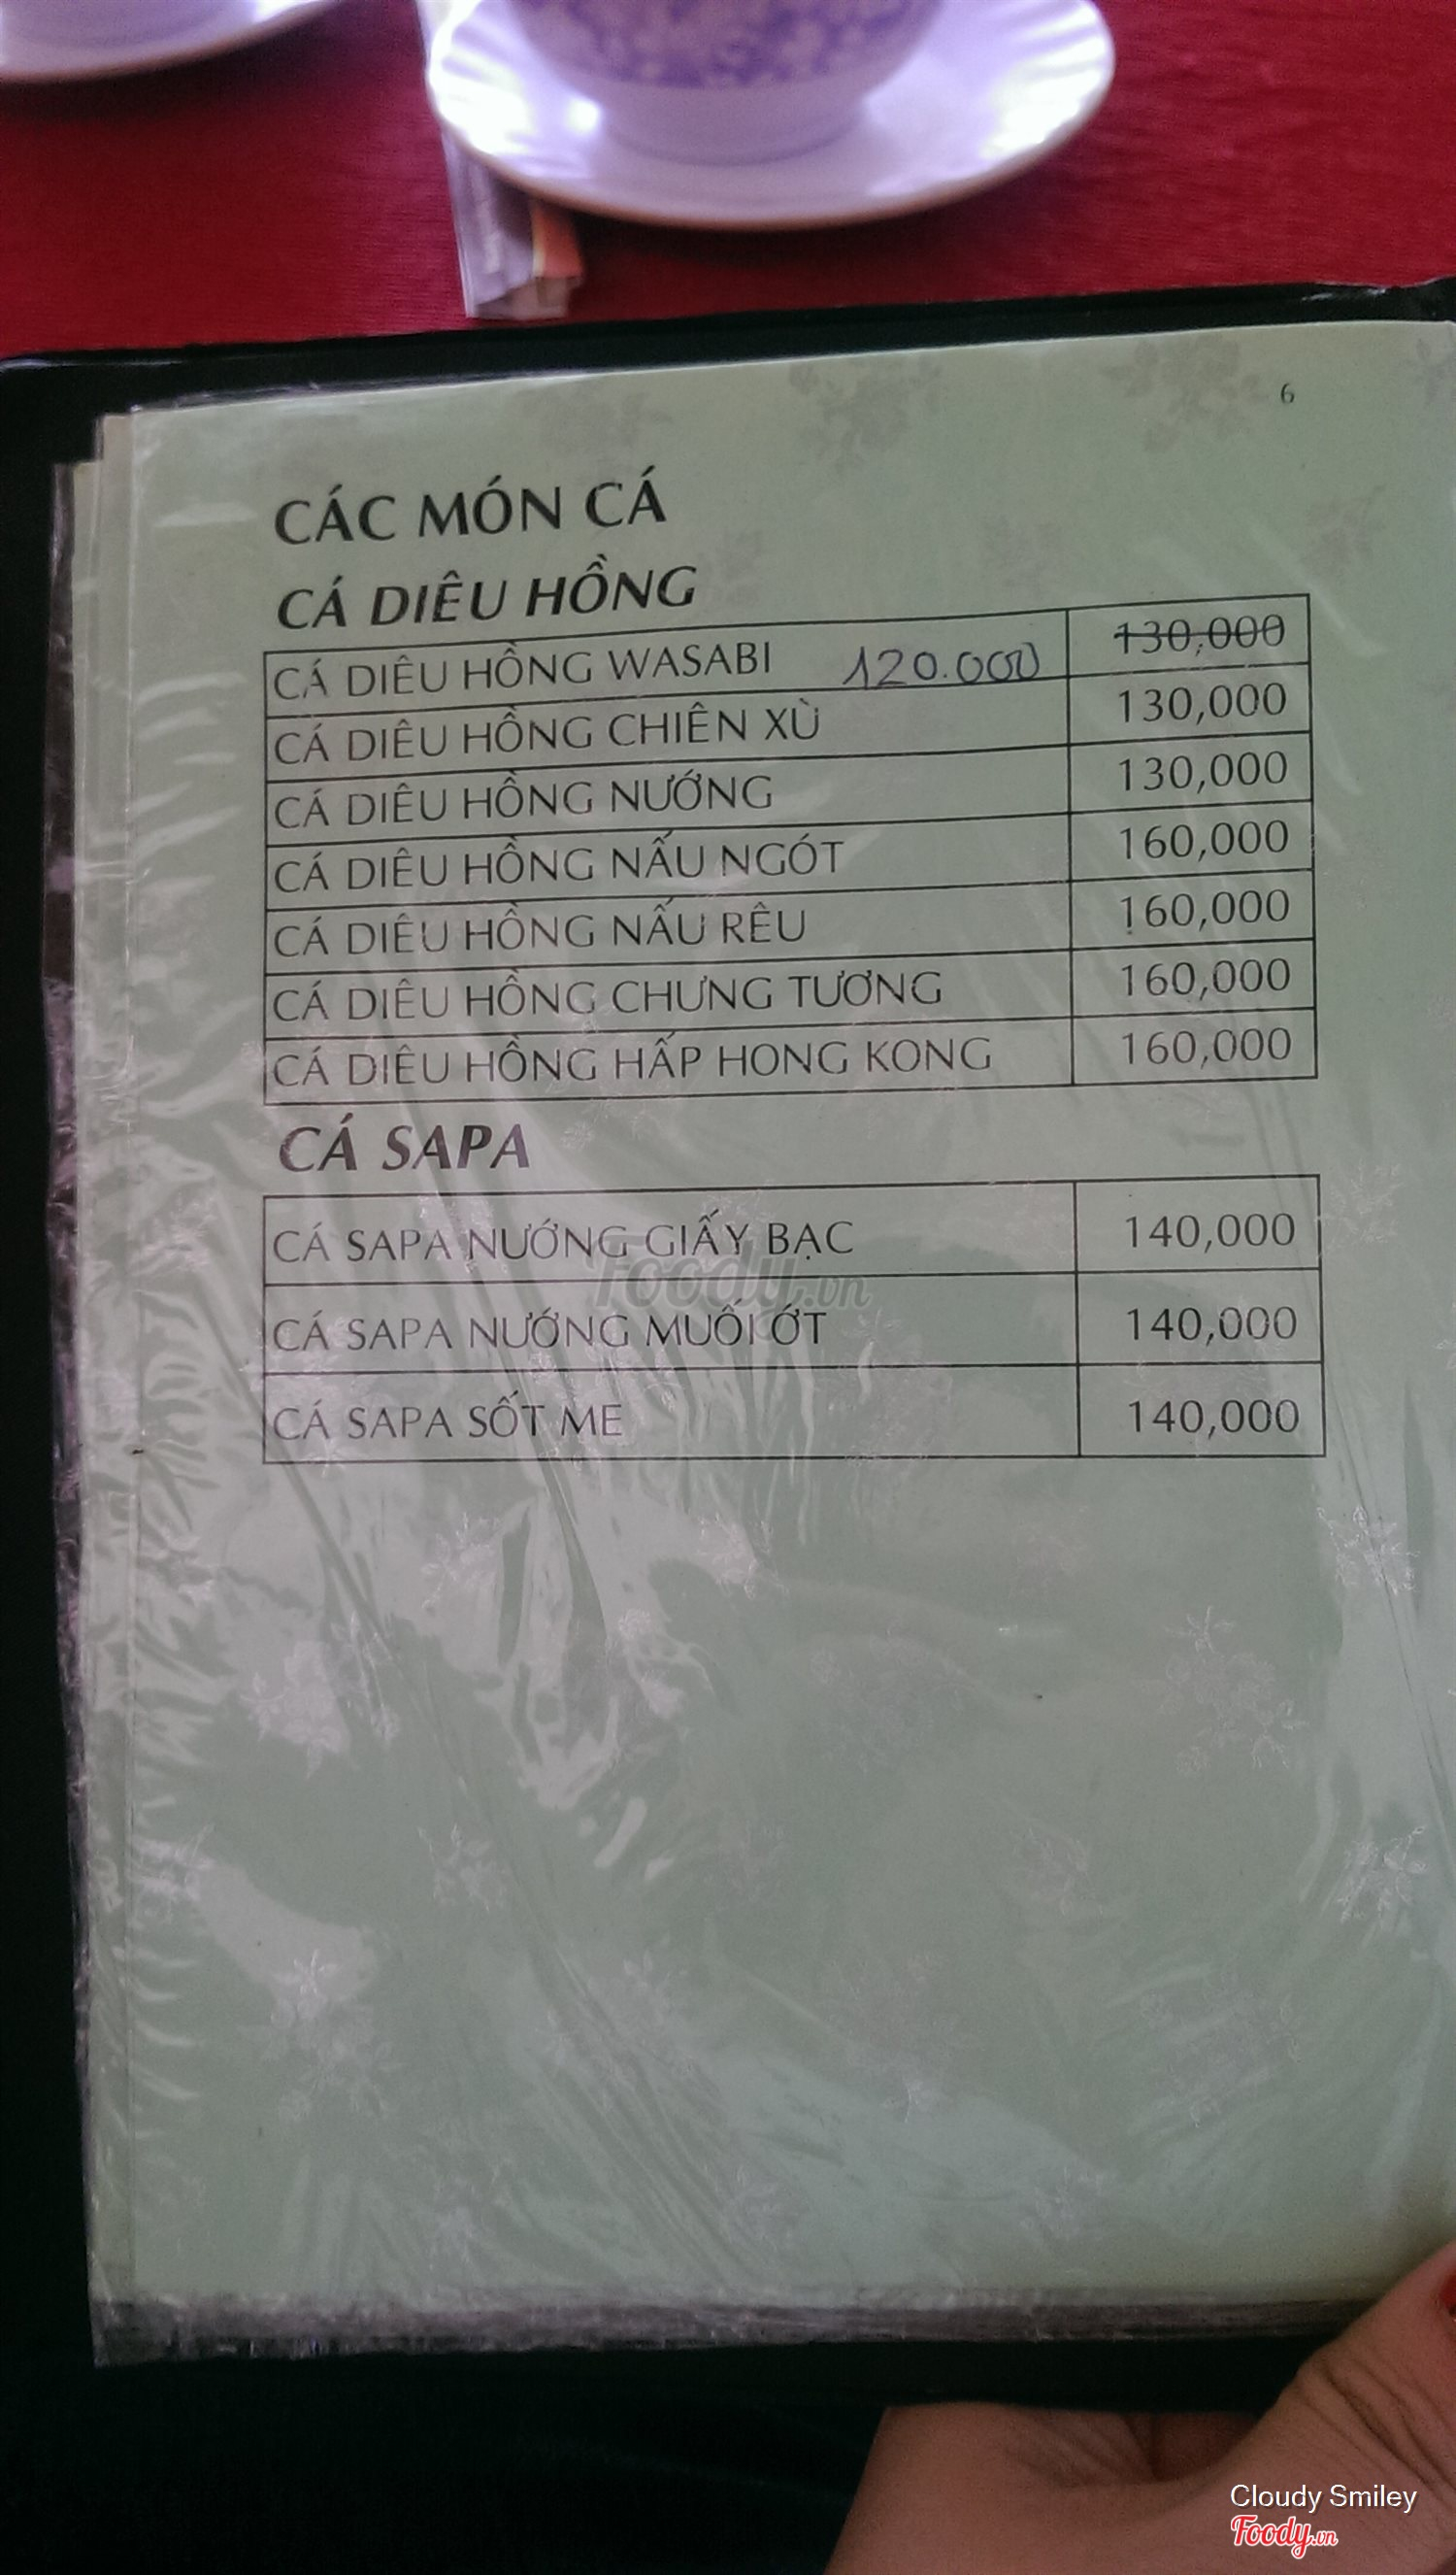 6
CÁC MÓN CÁ
CÁ DIÊU HỒNG
CÁ DIÊU HỒNG WASABI 120.000 130,000
CÁ DIÊU HỒNG CHIÊN XÙ 130,000
CÁ DIÊU HỒNG NƯỚNG 130,000
CÁ DIÊU HỒNG NẤU NGÓT 160,000
CÁ DIÊU HỒNG NẤU RÊU 160,000
CÁ DIÊU HỒNG CHƯNG TƯƠNG 160,000
CÁ DIÊU HỒNG HẤP HONG KONG 160,000
CÁ SAPA
CÁ SAPA NƯỚNG GIẤY BẠC 140,000
Foody.vn
CÁ SAPA NƯỚNG MUỐI ỚT 140,000
CÁ SAPA SỐT ME 140,000
Cloudy Smiley
Foody.vn